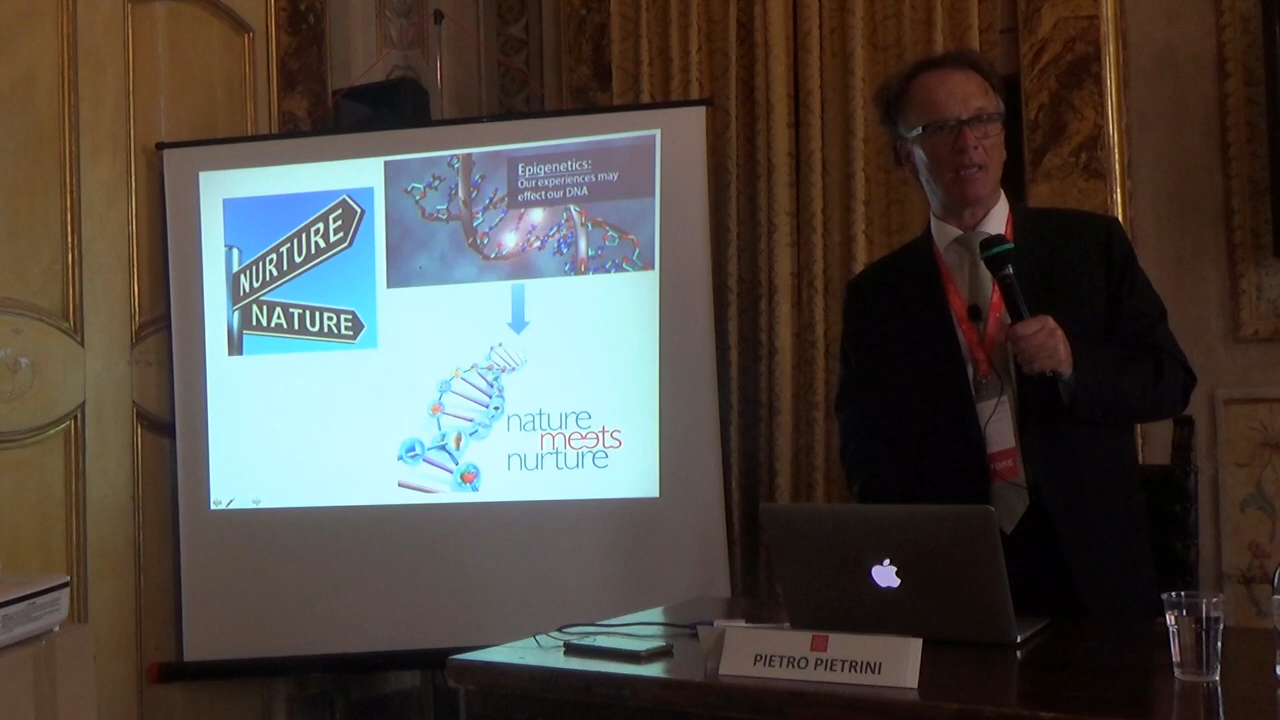 NURTURE
NATURE
Epigenetics:
Our experiences may
effect our DNA
nature
meets
nurture
PIETRO PIETRINI